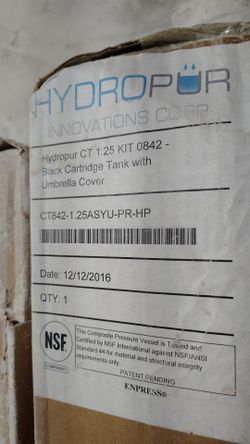 HYDROPUR
INNOVATIONS CORP
Hydropur CT 1.25 KIT 0842 -
Black Cartridge Tank with
Umbrella Cover
CT842-1.25ASYU-PR-HP
Date: 12/12/2016
QTY: 1
NSF
COMPONENT
This Composite Pressure Vessel is Tested and
Certified by NSF International against NSF/ANSI
Standard 44 for material and structural integrity
requirements only.
PATENT PENDING
ENPRESS®